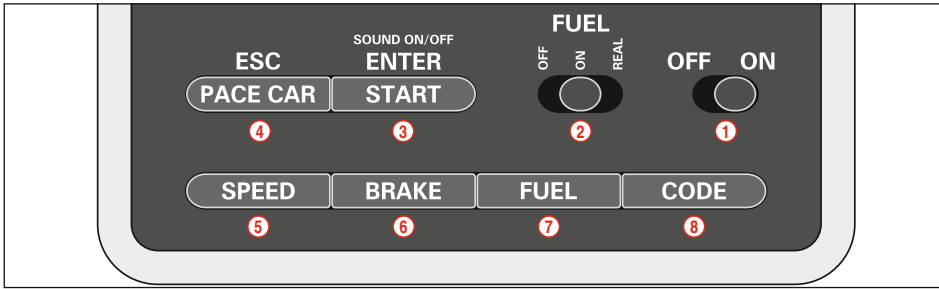 FUEL
SOUND ON/OFF
ESC ENTER OFF ON REAL OFF ON
PACE CAR START
4 3 2 1
SPEED BRAKE FUEL CODE
5 6 7 8